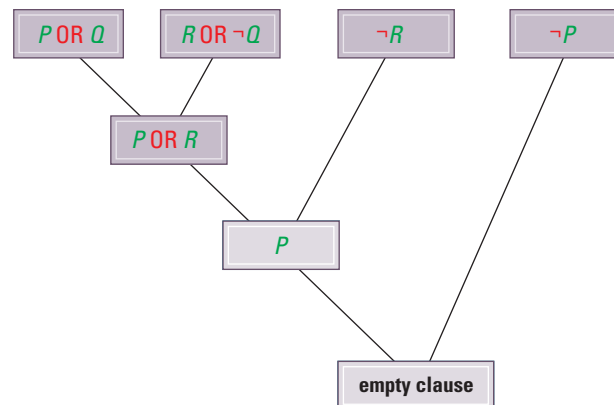 P OR Q
R OR ¬Q
¬R
¬P
P OR R
P
empty clause